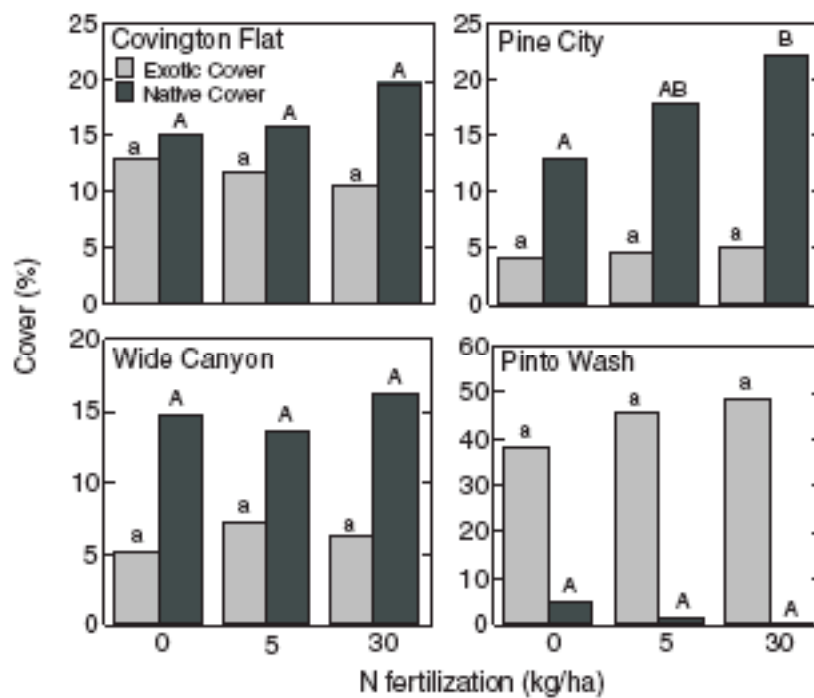 Cover (%)
Covington Flat
Exotic Cover
Native Cover
25
20
15
10
5
0
a
A
a
A
a
A
Pine City
25
20
15
10
5
0
a
A
a
AB
a
B
Wide Canyon
20
15
10
5
0
a
A
a
A
a
A
0
5
30
Pinto Wash
60
50
40
30
20
10
0
a
A
a
A
a
A
0
5
30
N fertilization (kg/ha)